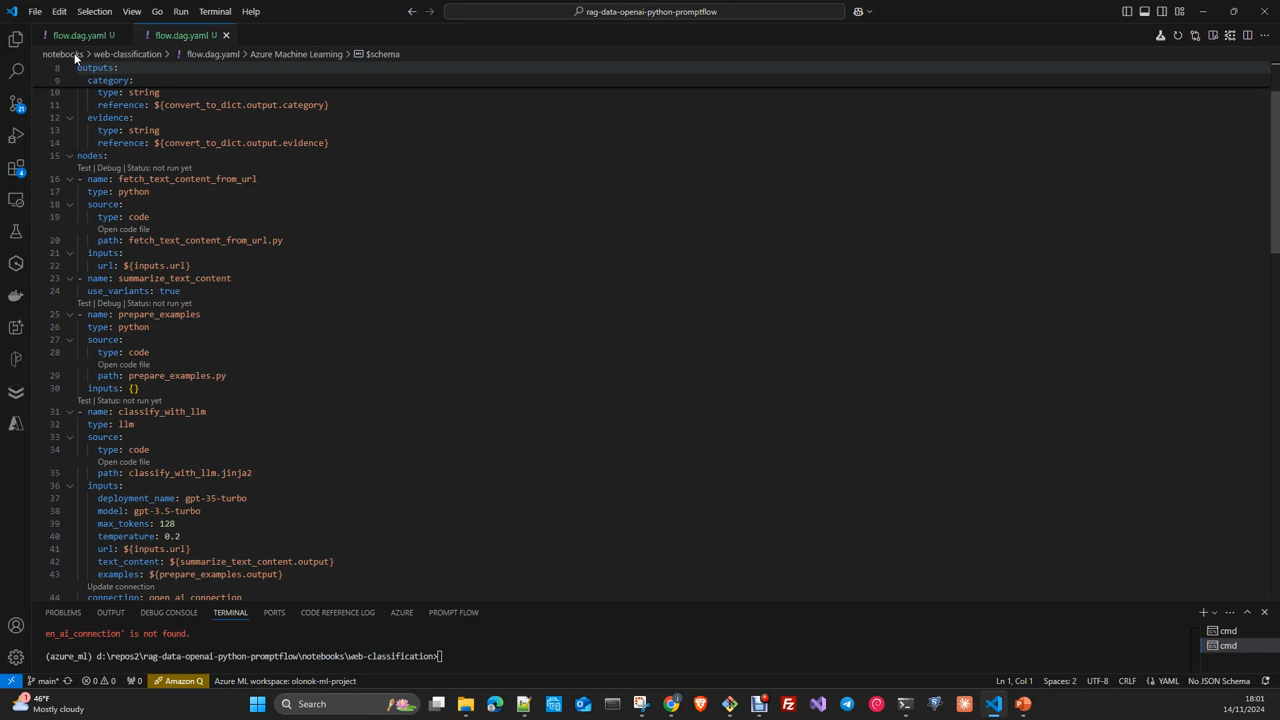 File Edit Selection View Go Run Terminal Help
rag-data-openai-python-promptflow
flow.dag.yaml U
flow.dag.yaml U
notebooks > web-classification > ! flow.dag.yaml > Azure Machine Learning > $schema
8 outputs:
9 category:
10 type: string
11 reference: ${convert_to_dict.output.category}
12 evidence:
13 type: string
14 reference: ${convert_to_dict.output.evidence}
15 nodes:
Test | Debug | Status: not run yet
16 - name: fetch_text_content_from_url
17 type: python
18 source:
19 type: code
Open code file
20 path: fetch_text_content_from_url.py
21 inputs:
22 url: ${inputs.url}
23 - name: summarize_text_content
24 use_variants: true
Test | Debug | Status: not run yet
25 - name: prepare_examples
26 type: python
27 source:
28 type: code
Open code file
29 path: prepare_examples.py
30 inputs: {}
Test | Status: not run yet
31 - name: classify_with_llm
32 type: llm
33 source:
34 type: code
Open code file
35 path: classify_with_llm.jinja2
36 inputs:
37 deployment_name: gpt-35-turbo
38 model: gpt-3.5-turbo
39 max_tokens: 128
40 temperature: 0.2
41 url: ${inputs.url}
42 text_content: ${summarize_text_content.output}
43 examples: ${prepare_examples.output}
Update connection
44 connection: open_ai_connection
21
4
PROBLEMS OUTPUT DEBUG CONSOLE TERMINAL PORTS CODE REFERENCE LOG AZURE PROMPT FLOW
en_ai_connection' is not found.
(azure_ml) d:\repos2\rag-data-openai-python-promptflow\notebooks\web-classification>
cmd
cmd
main* 0 0 0 Amazon Q Azure ML workspace: olonok-ml-project
Ln 1, Col 1 Spaces: 2 UTF-8 CRLF YAML No JSON Schema
46°F
Mostly cloudy
Search
18:01
14/11/2024